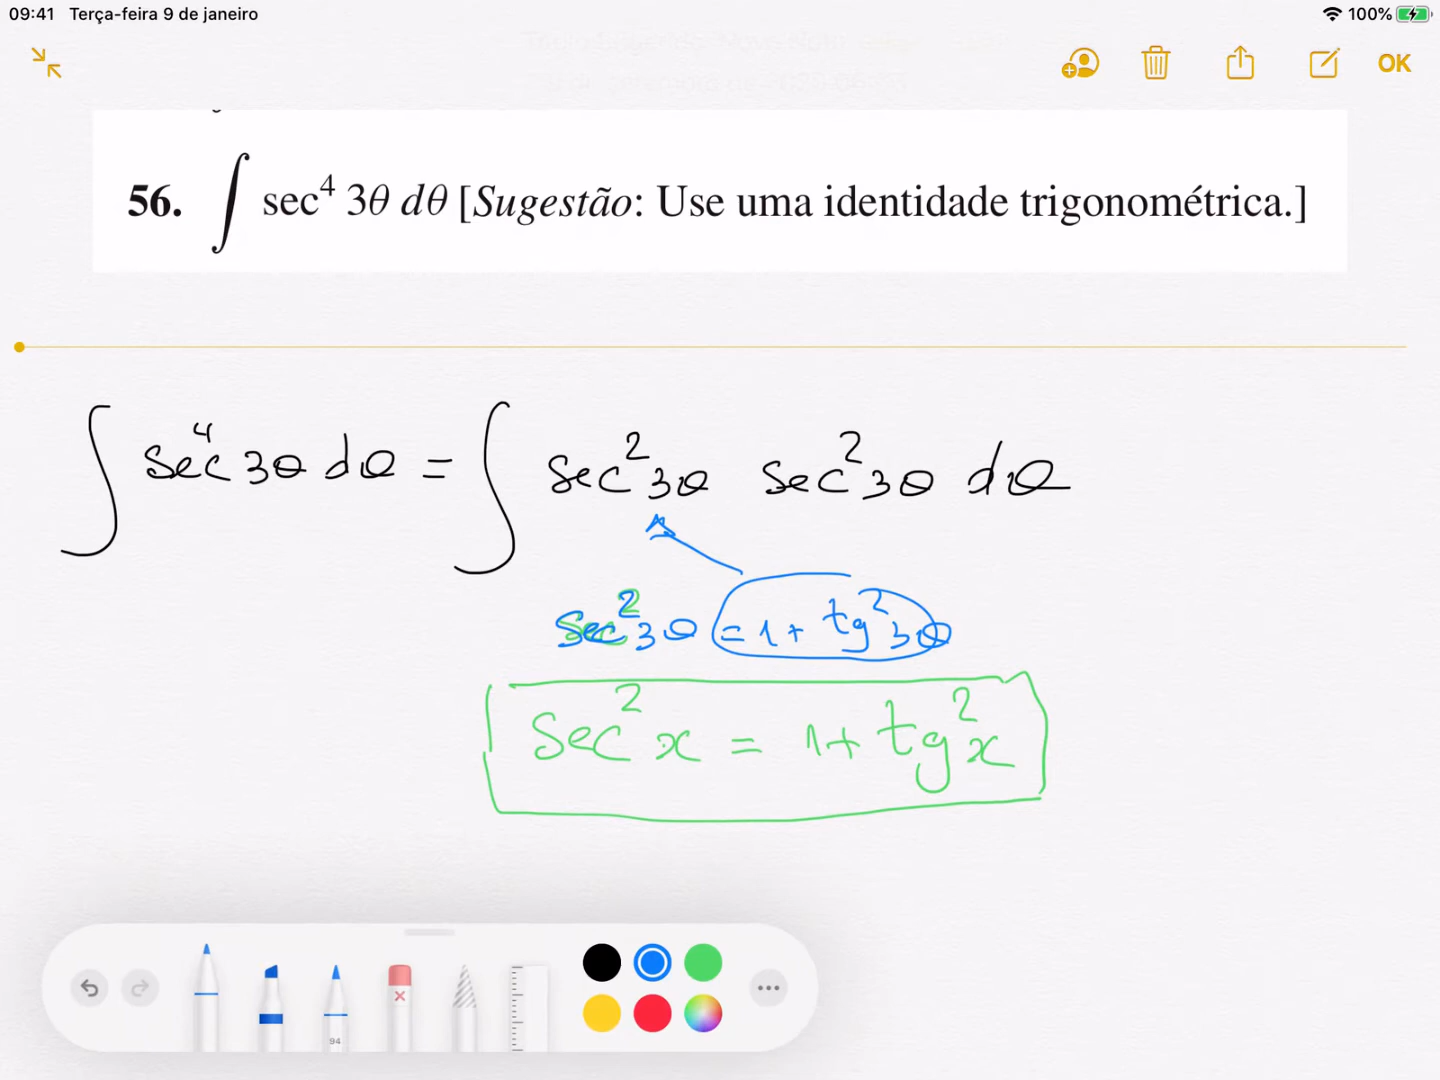 09:41 Terça-feira 9 de janeiro 100%
OK
56. ∫ sec⁴ 3θ dθ [Sugestão: Use uma identidade trigonométrica.]
∫ sec⁴ 3θ dθ = ∫ sec² 3θ sec² 3θ dθ
sec² 3θ = 1 + tg² 3θ
sec² x = 1 + tg² x
94